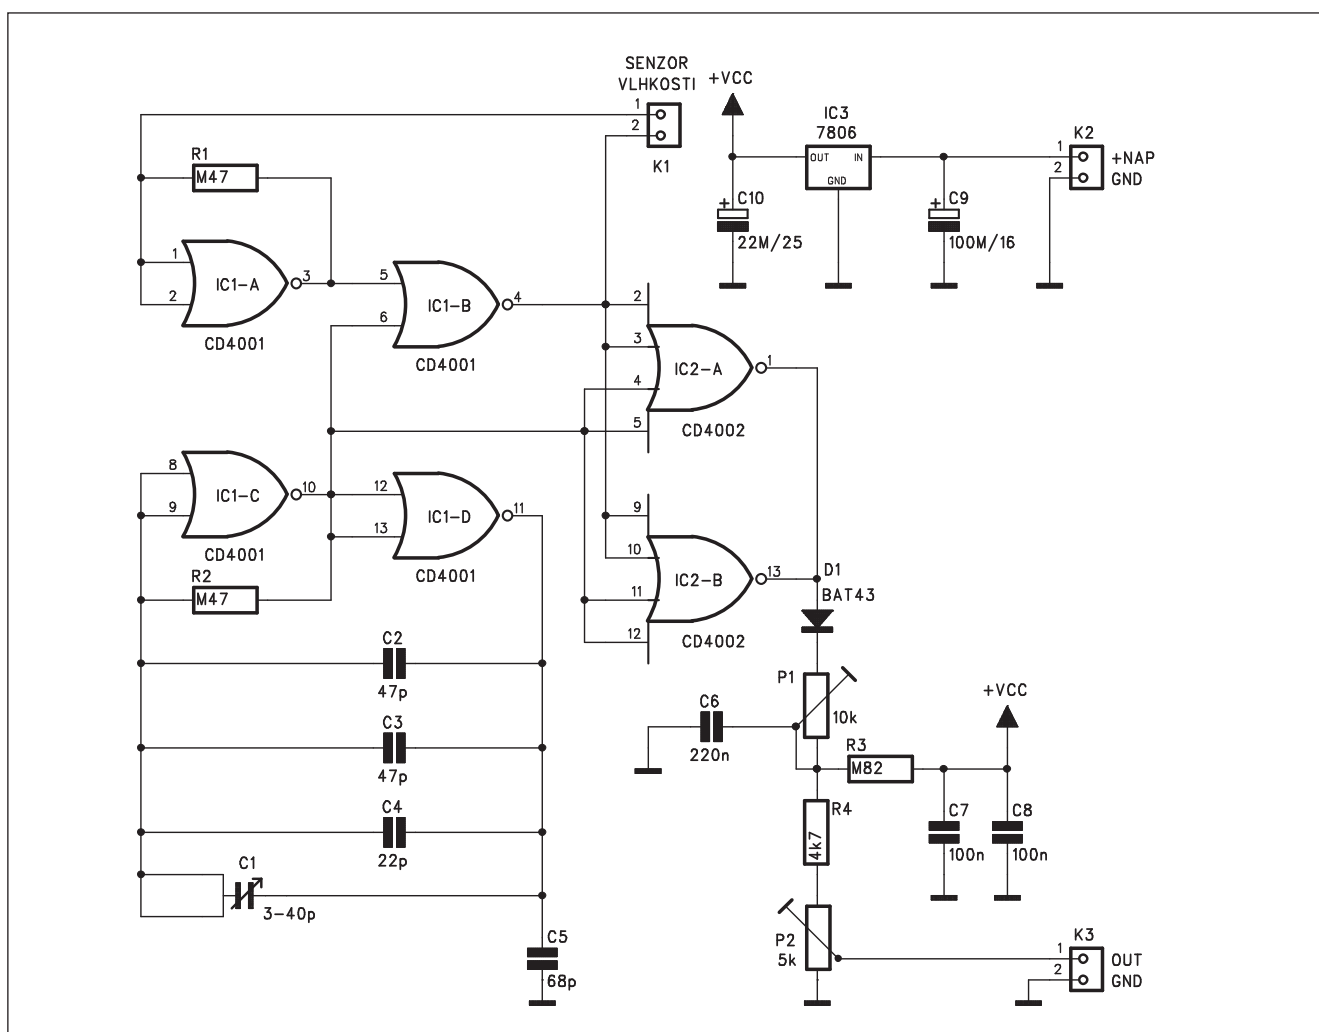 SENZOR
VLHKOSTI
1
2
K1
+VCC
IC3
7806
OUT IN
GND
K2
1
2
+NAP
GND
+
C10
22M/25
+
C9
100M/16
R1
M47
1
2
IC1-A
3
CD4001
5
6
IC1-B
4
CD4001
2
3
4
5
IC2-A
1
CD4002
8
9
IC1-C
10
CD4001
12
13
IC1-D
11
CD4001
R2
M47
9
10
11
12
IC2-B
13
CD4002
D1
BAT43
C2
47p
C3
47p
C4
22p
C1
3-40p
C5
68p
P1
10k
C6
220n
+VCC
R3
M82
R4
4k7
C7
100n
C8
100n
P2
5k
K3
1
2
OUT
GND